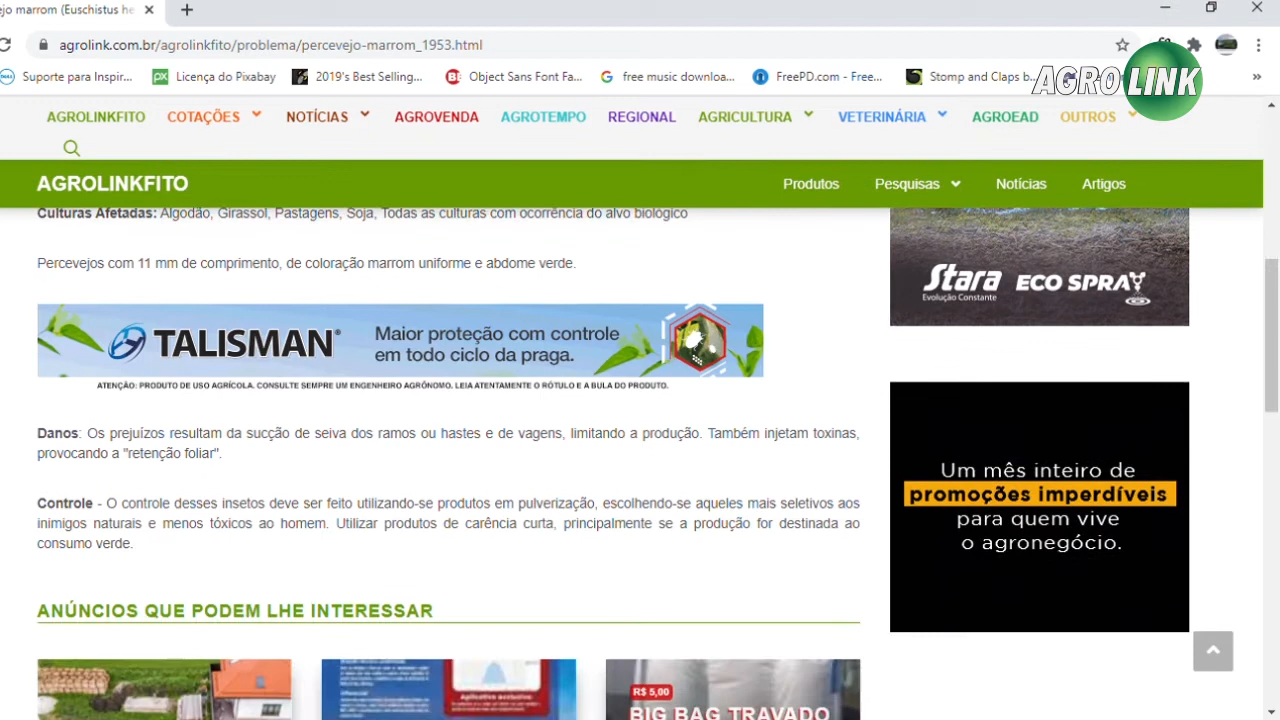 ejo marrom (Euschistus he
agrolink.com.br/agrolinkfito/problema/percevejo-marrom_1953.html
Suporte para Inspir... Licença do Pixabay 2019's Best Selling... Object Sans Font Fa... free music downloa... FreePD.com - Free... Stomp and Claps b...
AGRO LINK
AGROLINKFITO COTAÇÕES NOTÍCIAS AGROVENDA AGROTEMPO REGIONAL AGRICULTURA VETERINÁRIA AGROEAD OUTROS
AGROLINKFITO Produtos Pesquisas Notícias Artigos
Culturas Afetadas: Algodão, Girassol, Pastagens, Soja, Todas as culturas com ocorrência do alvo biológico
Percevejos com 11 mm de comprimento, de coloração marrom uniforme e abdome verde.
TALISMAN®
Maior proteção com controle
em todo ciclo da praga.
ATENÇÃO: PRODUTO DE USO AGRÍCOLA. CONSULTE SEMPRE UM ENGENHEIRO AGRÔNOMO. LEIA ATENTAMENTE O RÓTULO E A BULA DO PRODUTO.
Danos: Os prejuízos resultam da sucção de seiva dos ramos ou hastes e de vagens, limitando a produção. Também injetam toxinas,
provocando a "retenção foliar".
Controle - O controle desses insetos deve ser feito utilizando-se produtos em pulverização, escolhendo-se aqueles mais seletivos aos
inimigos naturais e menos tóxicos ao homem. Utilizar produtos de carência curta, principalmente se a produção for destinada ao
consumo verde.
ANÚNCIOS QUE PODEM LHE INTERESSAR
Aplicativo exclusivo
R$ 5,00
BIG BAG TRAVADO
Stara
Evolução Constante
ECO SPRAY
Um mês inteiro de
promoções imperdíveis
para quem vive
o agronegócio.